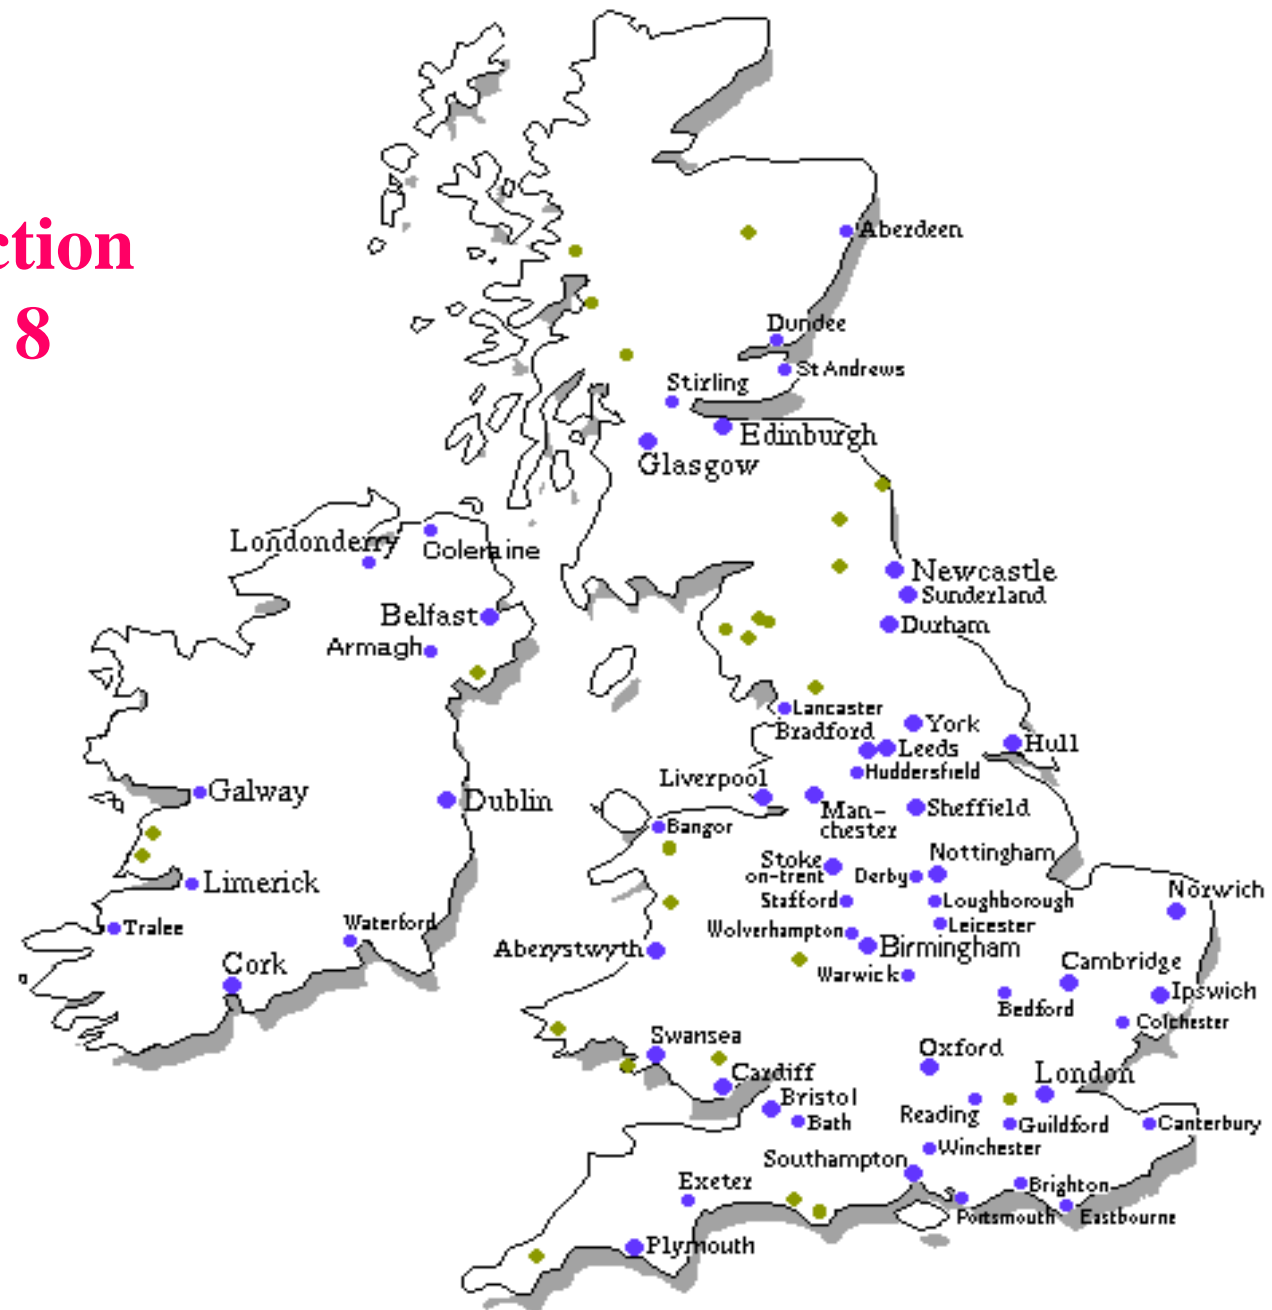 ction
8
Aberdeen
Dundee
St Andrews
Stirling
Edinburgh
Glasgow
Londonderry
Coleraine
Newcastle
Sunderland
Belfast
Durham
Armagh
Lancaster
York
Bradford
Hull
Leeds
Huddersfield
Liverpool
Galway
Dublin
Man-
chester
Sheffield
Bangor
Nottingham
Stoke
on-trent
Derby
Limerick
Norwich
Stafford
Loughborough
Tralee
Waterford
Leicester
Wolverhampton
Aberystwyth
Birmingham
Cork
Cambridge
Warwick
Ipswich
Bedford
Colchester
Swansea
Oxford
Cardiff
London
Bristol
Reading
Bath
Guildford
Canterbury
Winchester
Southampton
Exeter
Brighton
Portsmouth
Eastbourne
Plymouth